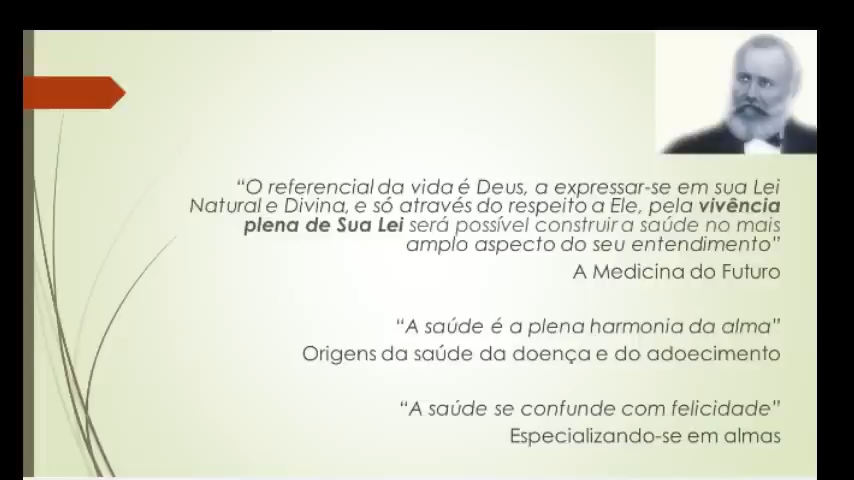 “O referencial da vida é Deus, a expressar-se em sua Lei
Natural e Divina, e só através do respeito a Ele, pela vivência
plena de Sua Lei será possível construir a saúde no mais
amplo aspecto do seu entendimento”
A Medicina do Futuro
“A saúde é a plena harmonia da alma”
Origens da saúde da doença e do adoecimento
“A saúde se confunde com felicidade”
Especializando-se em almas